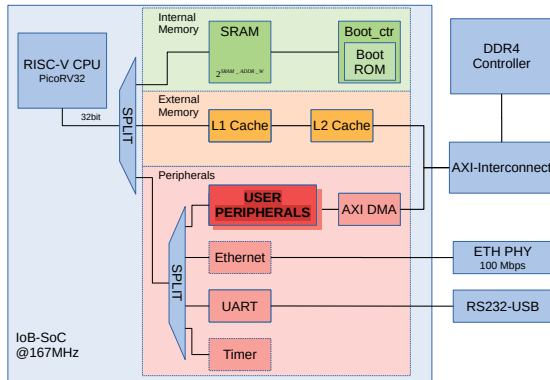 Internal
Memory
SRAM
2^SRAM_ADDR_W
Boot_ctr
Boot
ROM
DDR4
Controller
RISC-V CPU
PicoRV32
32bit
SPLIT
External
Memory
L1 Cache
L2 Cache
AXI-Interconnect
Peripherals
USER
PERIPHERALS
AXI DMA
SPLIT
Ethernet
ETH PHY
100 Mbps
UART
RS232-USB
Timer
IoB-SoC
@167MHz